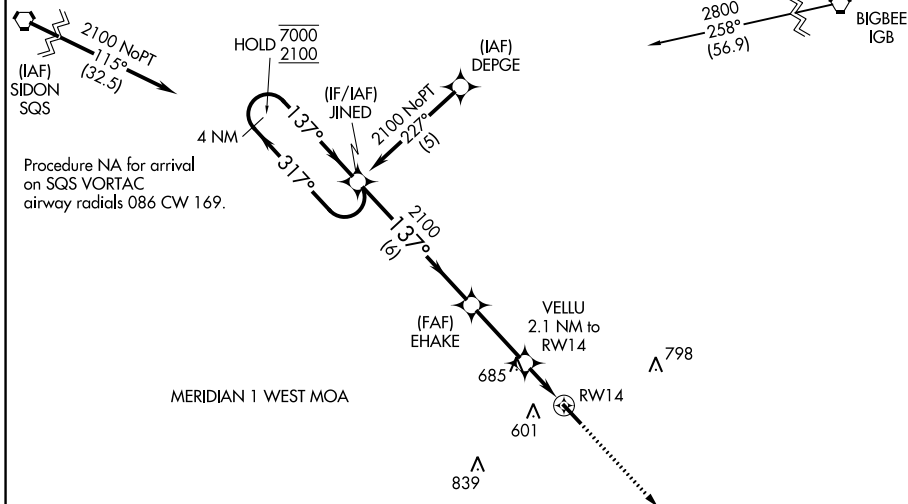 2100 NoPT
115°
(32.5)
(IAF)
SIDON
SQS
HOLD
7000
2100
(IAF)
DEPGE
2800
258°
(56.9)
BIGBEE
IGB
(IF/IAF)
JINED
4 NM
137°
317°
2100 NoPT
227°
(5)
Procedure NA for arrival
on SQS VORTAC
airway radials 086 CW 169.
2100
137°
(6)
(FAF)
EHAKE
VELLU
2.1 NM to
RW14
685
798
MERIDIAN 1 WEST MOA
RW14
601
839